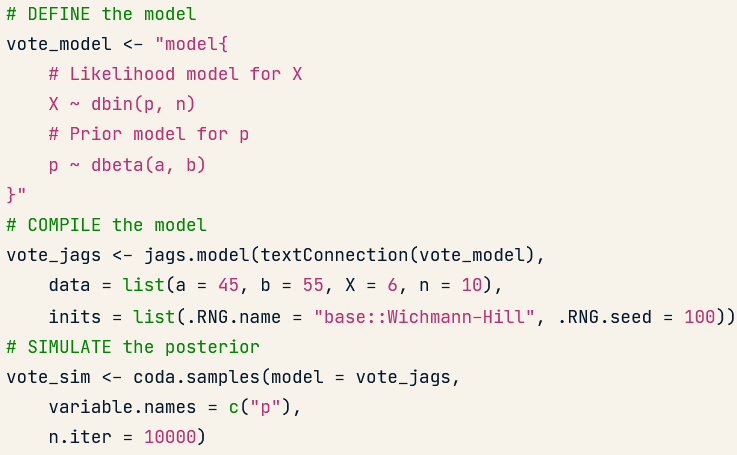 # DEFINE the model
vote_model <- "model{
    # Likelihood model for X
    X ~ dbin(p, n)
    # Prior model for p
    p ~ dbeta(a, b)
}"
# COMPILE the model
vote_jags <- jags.model(textConnection(vote_model),
    data = list(a = 45, b = 55, X = 6, n = 10),
    inits = list(.RNG.name = "base::Wichmann-Hill", .RNG.seed = 100))
# SIMULATE the posterior
vote_sim <- coda.samples(model = vote_jags,
    variable.names = c("p"),
    n.iter = 10000)